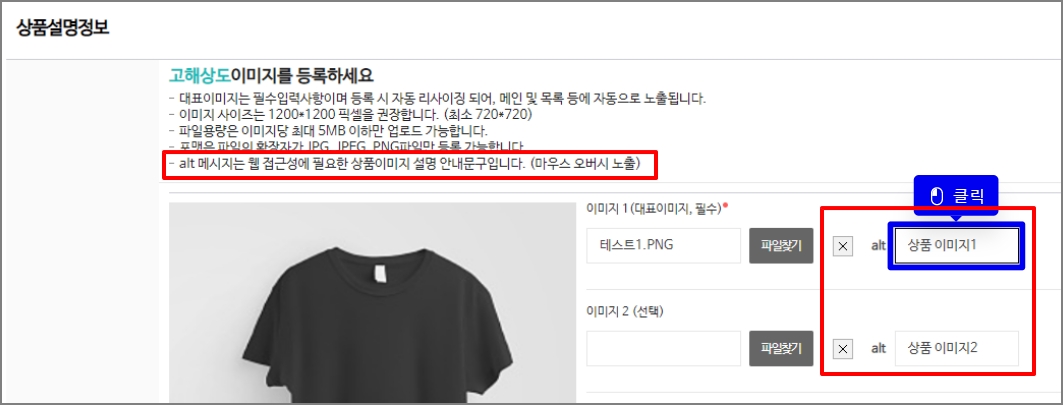 상품설명정보
고해상도이미지를 등록하세요
- 대표이미지는 필수입력사항이며 등록 시 자동 리사이징 되어, 메인 및 목록 등에 자동으로 노출됩니다.
- 이미지 사이즈는 1200*1200 픽셀을 권장합니다. (최소 720*720)
- 파일용량은 이미지당 최대 5MB 이하만 업로드 가능합니다.
- 포맷은 파일의 확장자가 JPG, JPEG, PNG파일만 등록 가능합니다.
- alt 메시지는 웹 접근성에 필요한 상품이미지 설명 안내문구입니다. (마우스 오버시 노출)
클릭
이미지 1(대표이미지, 필수)
테스트1.PNG 파일찾기 alt 상품 이미지1
이미지 2 (선택)
파일찾기 alt 상품 이미지2